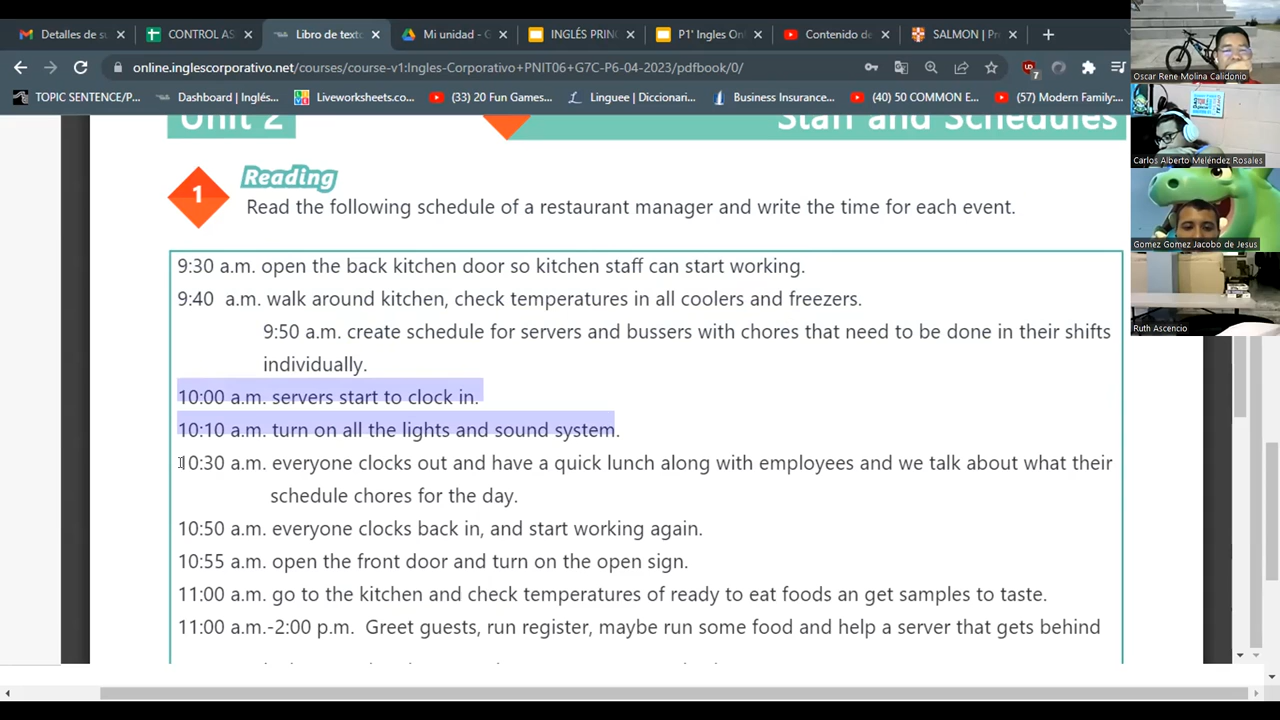 Detalles de su
CONTROL AS
Libro de texto
Mi unidad - G
INGLÉS PRINC
P1' Ingles Onl
Contenido de
SALMON | Pr
online.inglescorporativo.net/courses/course-v1:Ingles-Corporativo+PNIT06+G7C-P6-04-2023/pdfbook/0/
TOPIC SENTENCE/P...
Dashboard | Inglés...
Liveworksheets.co...
(33) 20 Fun Games...
Linguee | Diccionar...
Business Insurance...
(40) 50 COMMON E...
(57) Modern Family:...
Oscar Rene Molina Calidonio
Carlos Alberto Meléndez Rosales
Gomez Gomez Jacobo de Jesus
Ruth Ascencio
Unit 2
Staff and Schedules
1
Reading
Read the following schedule of a restaurant manager and write the time for each event.
9:30 a.m. open the back kitchen door so kitchen staff can start working.
9:40 a.m. walk around kitchen, check temperatures in all coolers and freezers.
9:50 a.m. create schedule for servers and bussers with chores that need to be done in their shifts
individually.
10:00 a.m. servers start to clock in.
10:10 a.m. turn on all the lights and sound system.
10:30 a.m. everyone clocks out and have a quick lunch along with employees and we talk about what their
schedule chores for the day.
10:50 a.m. everyone clocks back in, and start working again.
10:55 a.m. open the front door and turn on the open sign.
11:00 a.m. go to the kitchen and check temperatures of ready to eat foods an get samples to taste.
11:00 a.m.-2:00 p.m. Greet guests, run register, maybe run some food and help a server that gets behind